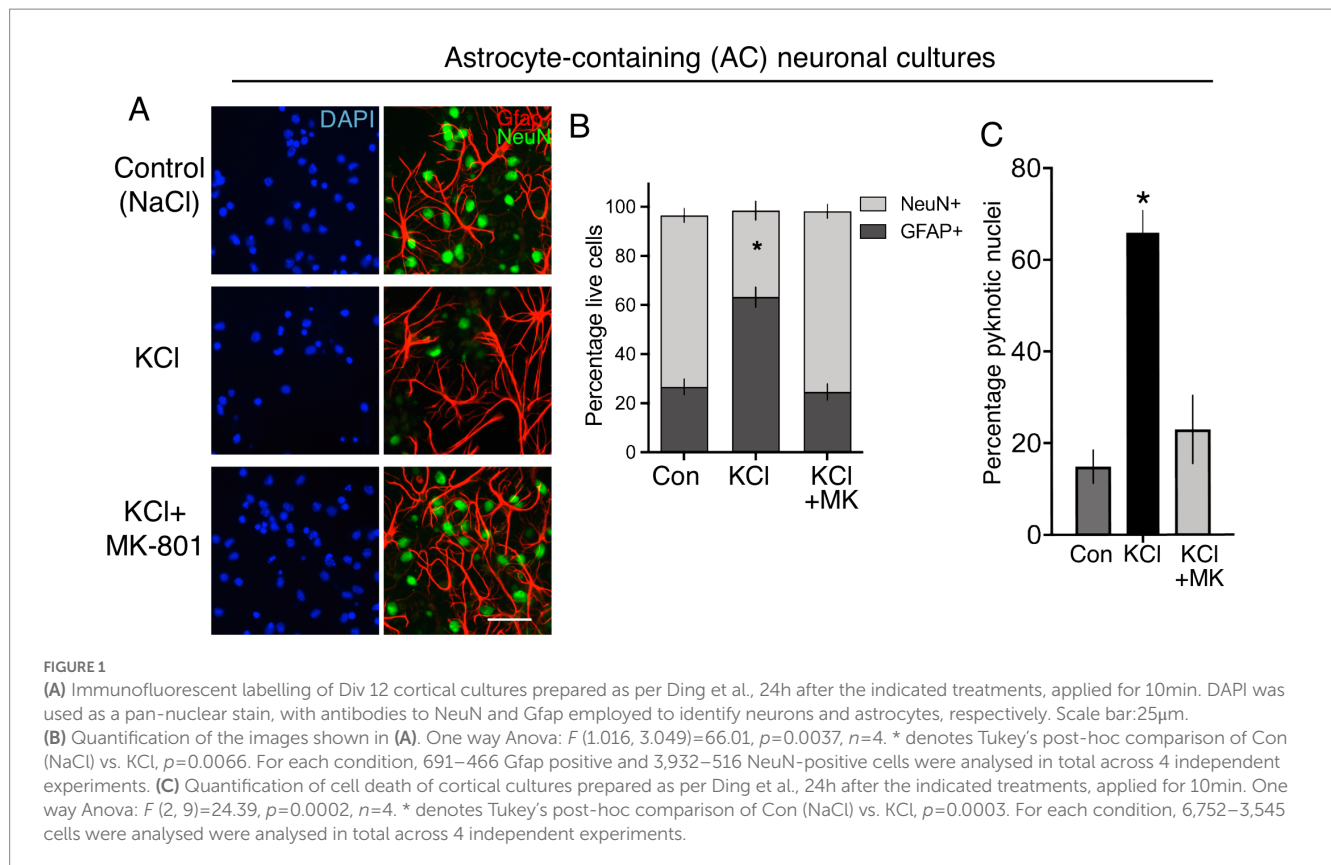 Astrocyte-containing (AC) neuronal cultures
A
Control
(NaCl)
KCl
KCl+
MK-801
DAPI
Gfap
NeuN
B
Percentage live cells
100
80
60
40
20
0
Con
KCl
KCl
+MK
*
NeuN+
GFAP+
C
Percentage pyknotic nuclei
80
60
40
20
0
*
Con
KCl
KCl
+MK
FIGURE 1
(A) Immunofluorescent labelling of Div 12 cortical cultures prepared as per Ding et al., 24h after the indicated treatments, applied for 10min. DAPI was
used as a pan-nuclear stain, with antibodies to NeuN and Gfap employed to identify neurons and astrocytes, respectively. Scale bar:25μm.
(B) Quantification of the images shown in (A). One way Anova: F (1.016, 3.049)=66.01, p=0.0037, n=4. * denotes Tukey's post-hoc comparison of Con
(NaCl) vs. KCl, p=0.0066. For each condition, 691–466 Gfap positive and 3,932–516 NeuN-positive cells were analysed in total across 4 independent
experiments. (C) Quantification of cell death of cortical cultures prepared as per Ding et al., 24h after the indicated treatments, applied for 10min. One
way Anova: F (2, 9)=24.39, p=0.0002, n=4. * denotes Tukey's post-hoc comparison of Con (NaCl) vs. KCl, p=0.0003. For each condition, 6,752–3,545
cells were analysed were analysed in total across 4 independent experiments.